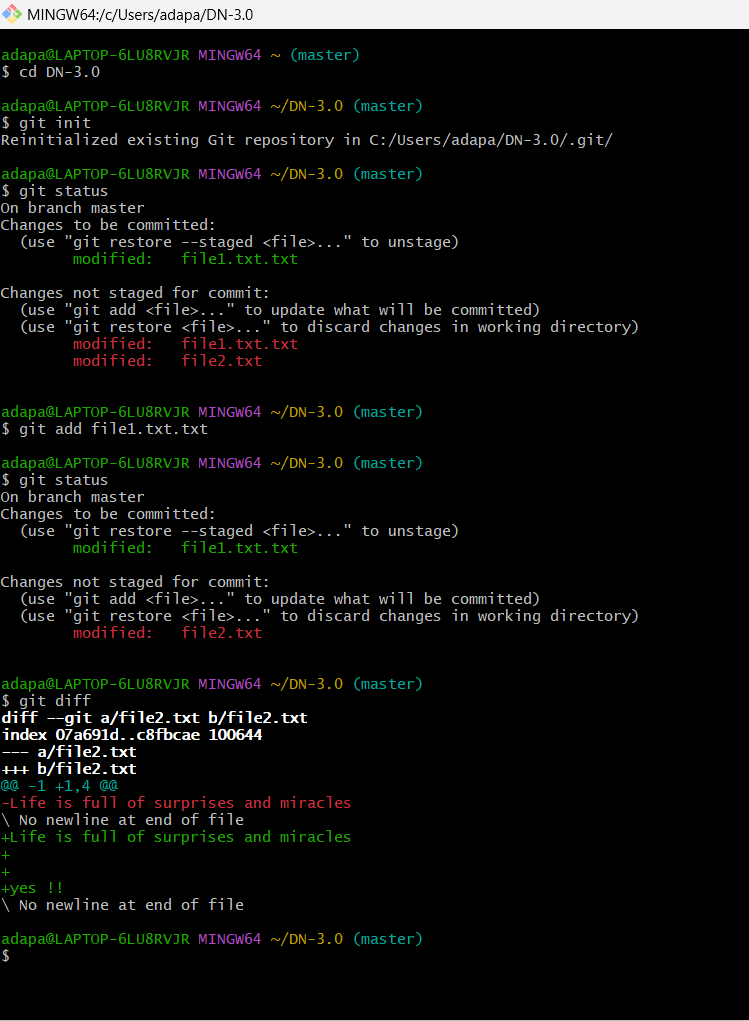 MINGW64:/c/Users/adapa/DN-3.0
adapa@LAPTOP-6LU8RVJR MINGW64 ~ (master)
$ cd DN-3.0
adapa@LAPTOP-6LU8RVJR MINGW64 ~/DN-3.0 (master)
$ git init
Reinitialized existing Git repository in C:/Users/adapa/DN-3.0/.git/
adapa@LAPTOP-6LU8RVJR MINGW64 ~/DN-3.0 (master)
$ git status
On branch master
Changes to be committed:
  (use "git restore --staged <file>..." to unstage)
        modified:   file1.txt.txt
Changes not staged for commit:
  (use "git add <file>..." to update what will be committed)
  (use "git restore <file>..." to discard changes in working directory)
        modified:   file1.txt.txt
        modified:   file2.txt
adapa@LAPTOP-6LU8RVJR MINGW64 ~/DN-3.0 (master)
$ git add file1.txt.txt
adapa@LAPTOP-6LU8RVJR MINGW64 ~/DN-3.0 (master)
$ git status
On branch master
Changes to be committed:
  (use "git restore --staged <file>..." to unstage)
        modified:   file1.txt.txt
Changes not staged for commit:
  (use "git add <file>..." to update what will be committed)
  (use "git restore <file>..." to discard changes in working directory)
        modified:   file2.txt
adapa@LAPTOP-6LU8RVJR MINGW64 ~/DN-3.0 (master)
$ git diff
diff --git a/file2.txt b/file2.txt
index 07a691d..c8fbcae 100644
--- a/file2.txt
+++ b/file2.txt
@@ -1 +1,4 @@
-Life is full of surprises and miracles
\ No newline at end of file
+Life is full of surprises and miracles
+
+
+yes !!
\ No newline at end of file
adapa@LAPTOP-6LU8RVJR MINGW64 ~/DN-3.0 (master)
$